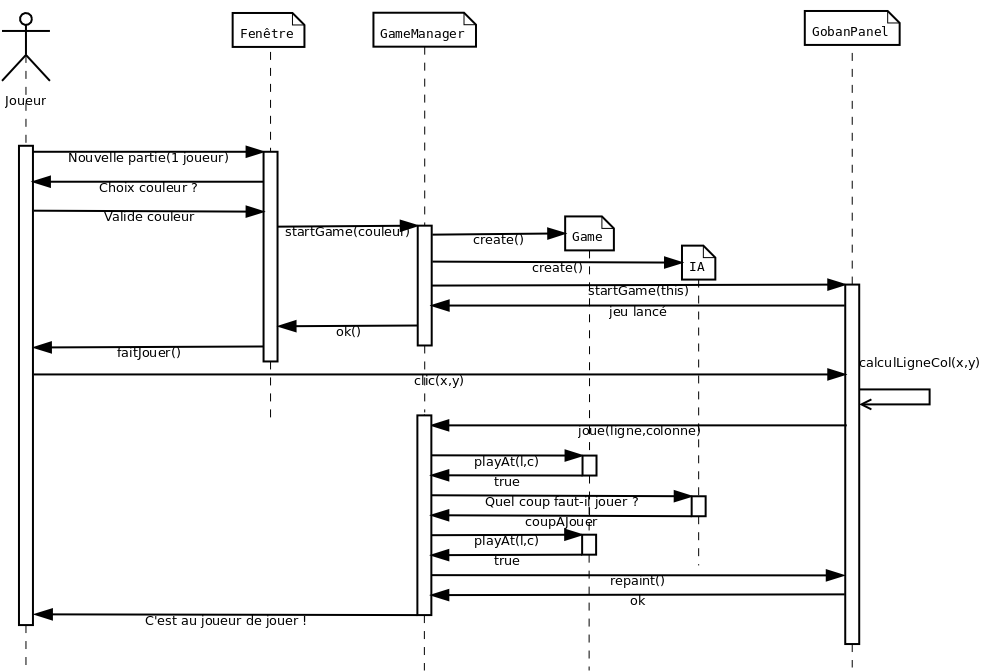 Fenêtre
GameManager
GobanPanel
Joueur
Nouvelle partie(1 joueur)
Choix couleur ?
Valide couleur
startGame(couleur)
create()
Game
create()
IA
startGame(this)
jeu lancé
ok()
faitJouer()
calculLigneCol(x,y)
clic(x,y)
joue(ligne,colonne)
playAt(l,c)
true
Quel coup faut-il jouer ?
coupAJouer
playAt(l,c)
true
repaint()
ok
C'est au joueur de jouer !